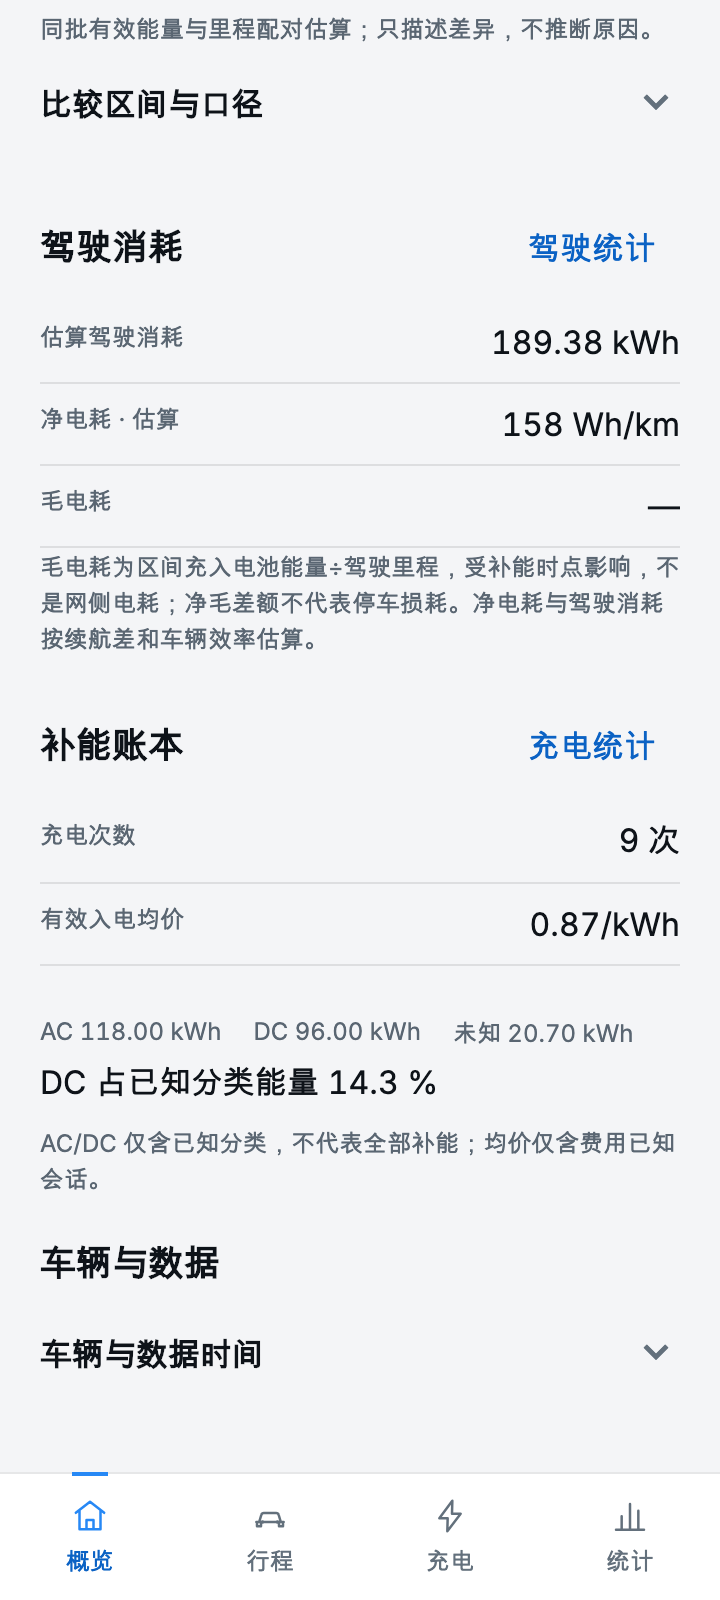 同批有效能量与里程配对估算；只描述差异，不推断原因。
比较区间与口径
驾驶消耗 驾驶统计
估算驾驶消耗 189.38 kWh
净电耗 · 估算 158 Wh/km
毛电耗 —
毛电耗为区间充入电池能量÷驾驶里程，受补能时点影响，不
是网侧电耗；净毛差额不代表停车损耗。净电耗与驾驶消耗
按续航差和车辆效率估算。
补能账本 充电统计
充电次数 9 次
有效入电均价 0.87/kWh
AC 118.00 kWh DC 96.00 kWh 未知 20.70 kWh
DC 占已知分类能量 14.3 %
AC/DC 仅含已知分类，不代表全部补能；均价仅含费用已知
会话。
车辆与数据
车辆与数据时间
概览 行程 充电 统计